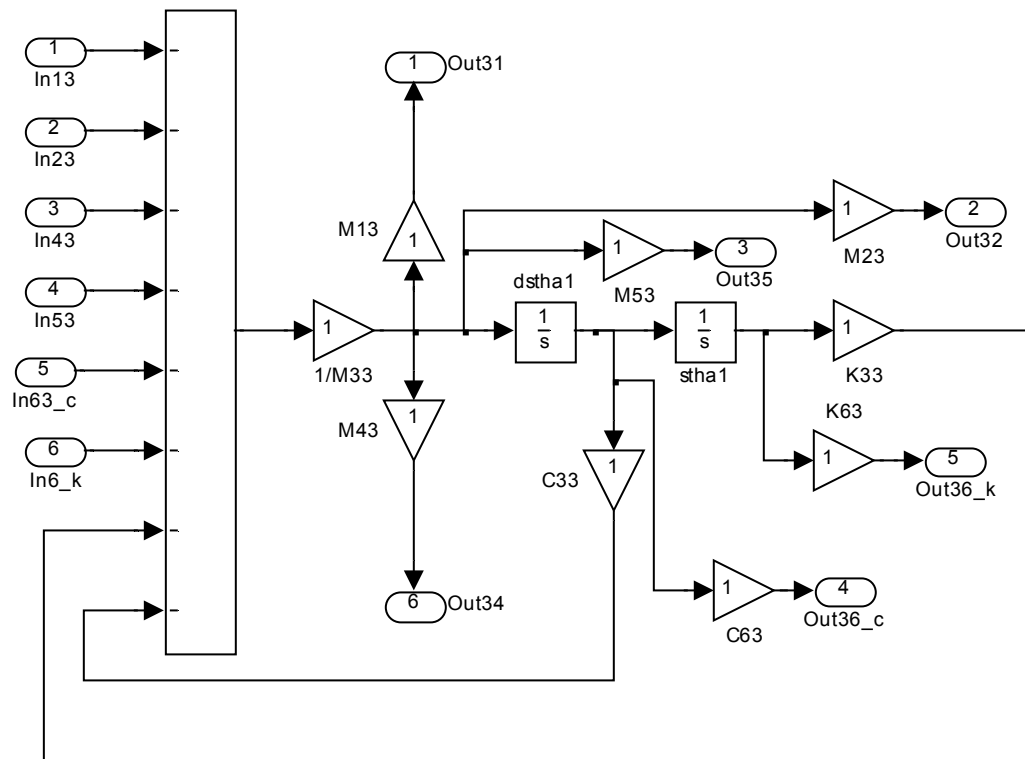 1
In13
2
In23
3
In43
4
In53
5
In63_c
6
In6_k
-
-
-
-
-
-
-
-
1
1/M33
1
Out31
M13
1
M43
1
6
Out34
dstha1
1
s
1
s
stha1
1
M53
3
Out35
1
M23
2
Out32
1
K33
K63
1
5
Out36_k
C33
1
1
C63
4
Out36_c